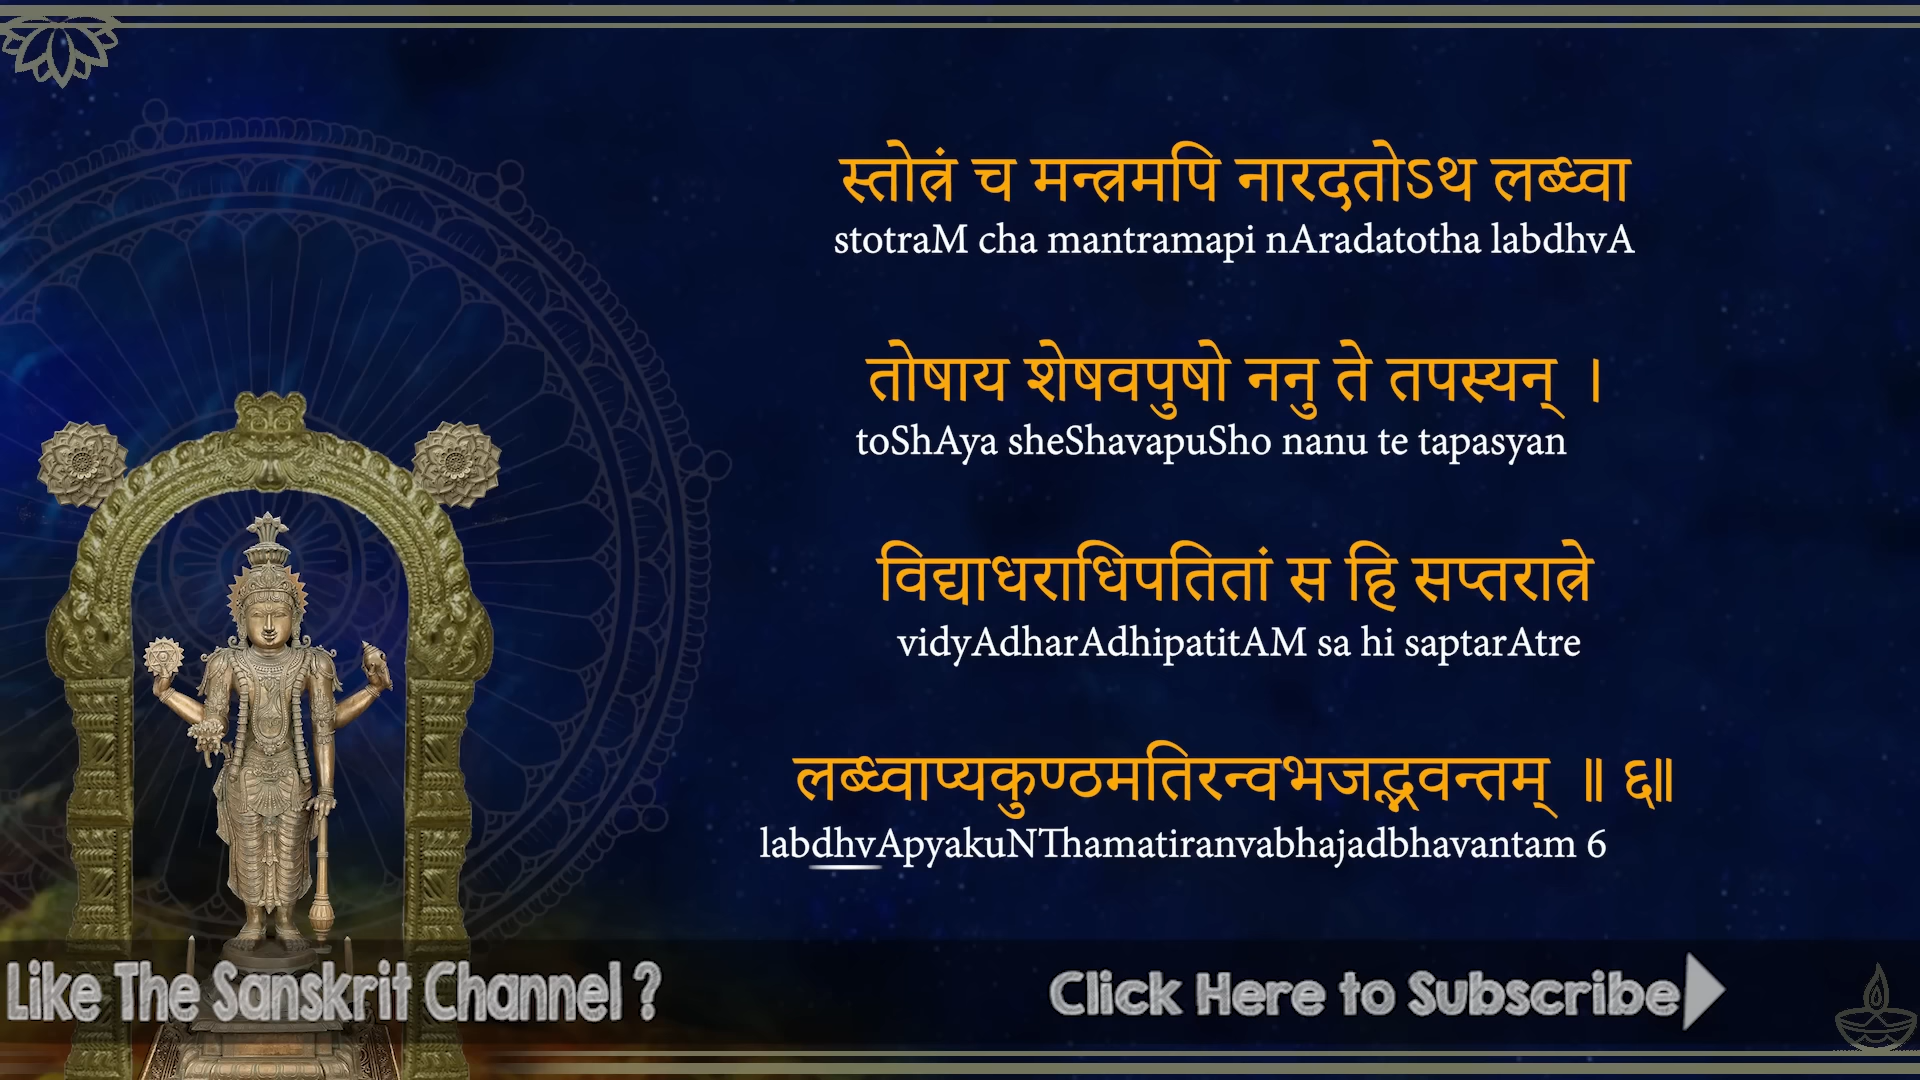 स्तोत्रं च मन्त्रमपि नारदतोऽथ लब्ध्वा
stotraM cha mantramapi nAradatotha labdhvA
तोषाय शेषवपुषो ननु ते तपस्यन् ।
toShAya sheShavapuSho nanu te tapasyan
विद्याधराधिपतितां स हि सप्तरात्रे
vidyAdharAdhipatitAM sa hi saptarAtre
लब्ध्वाप्यकुण्ठमतिरन्वभजद्भवन्तम् ॥ ६॥
labdhvApyakuNThamatiranvabhajadbhavantam 6
Like The Sanskrit Channel ?
Click Here to Subscribe